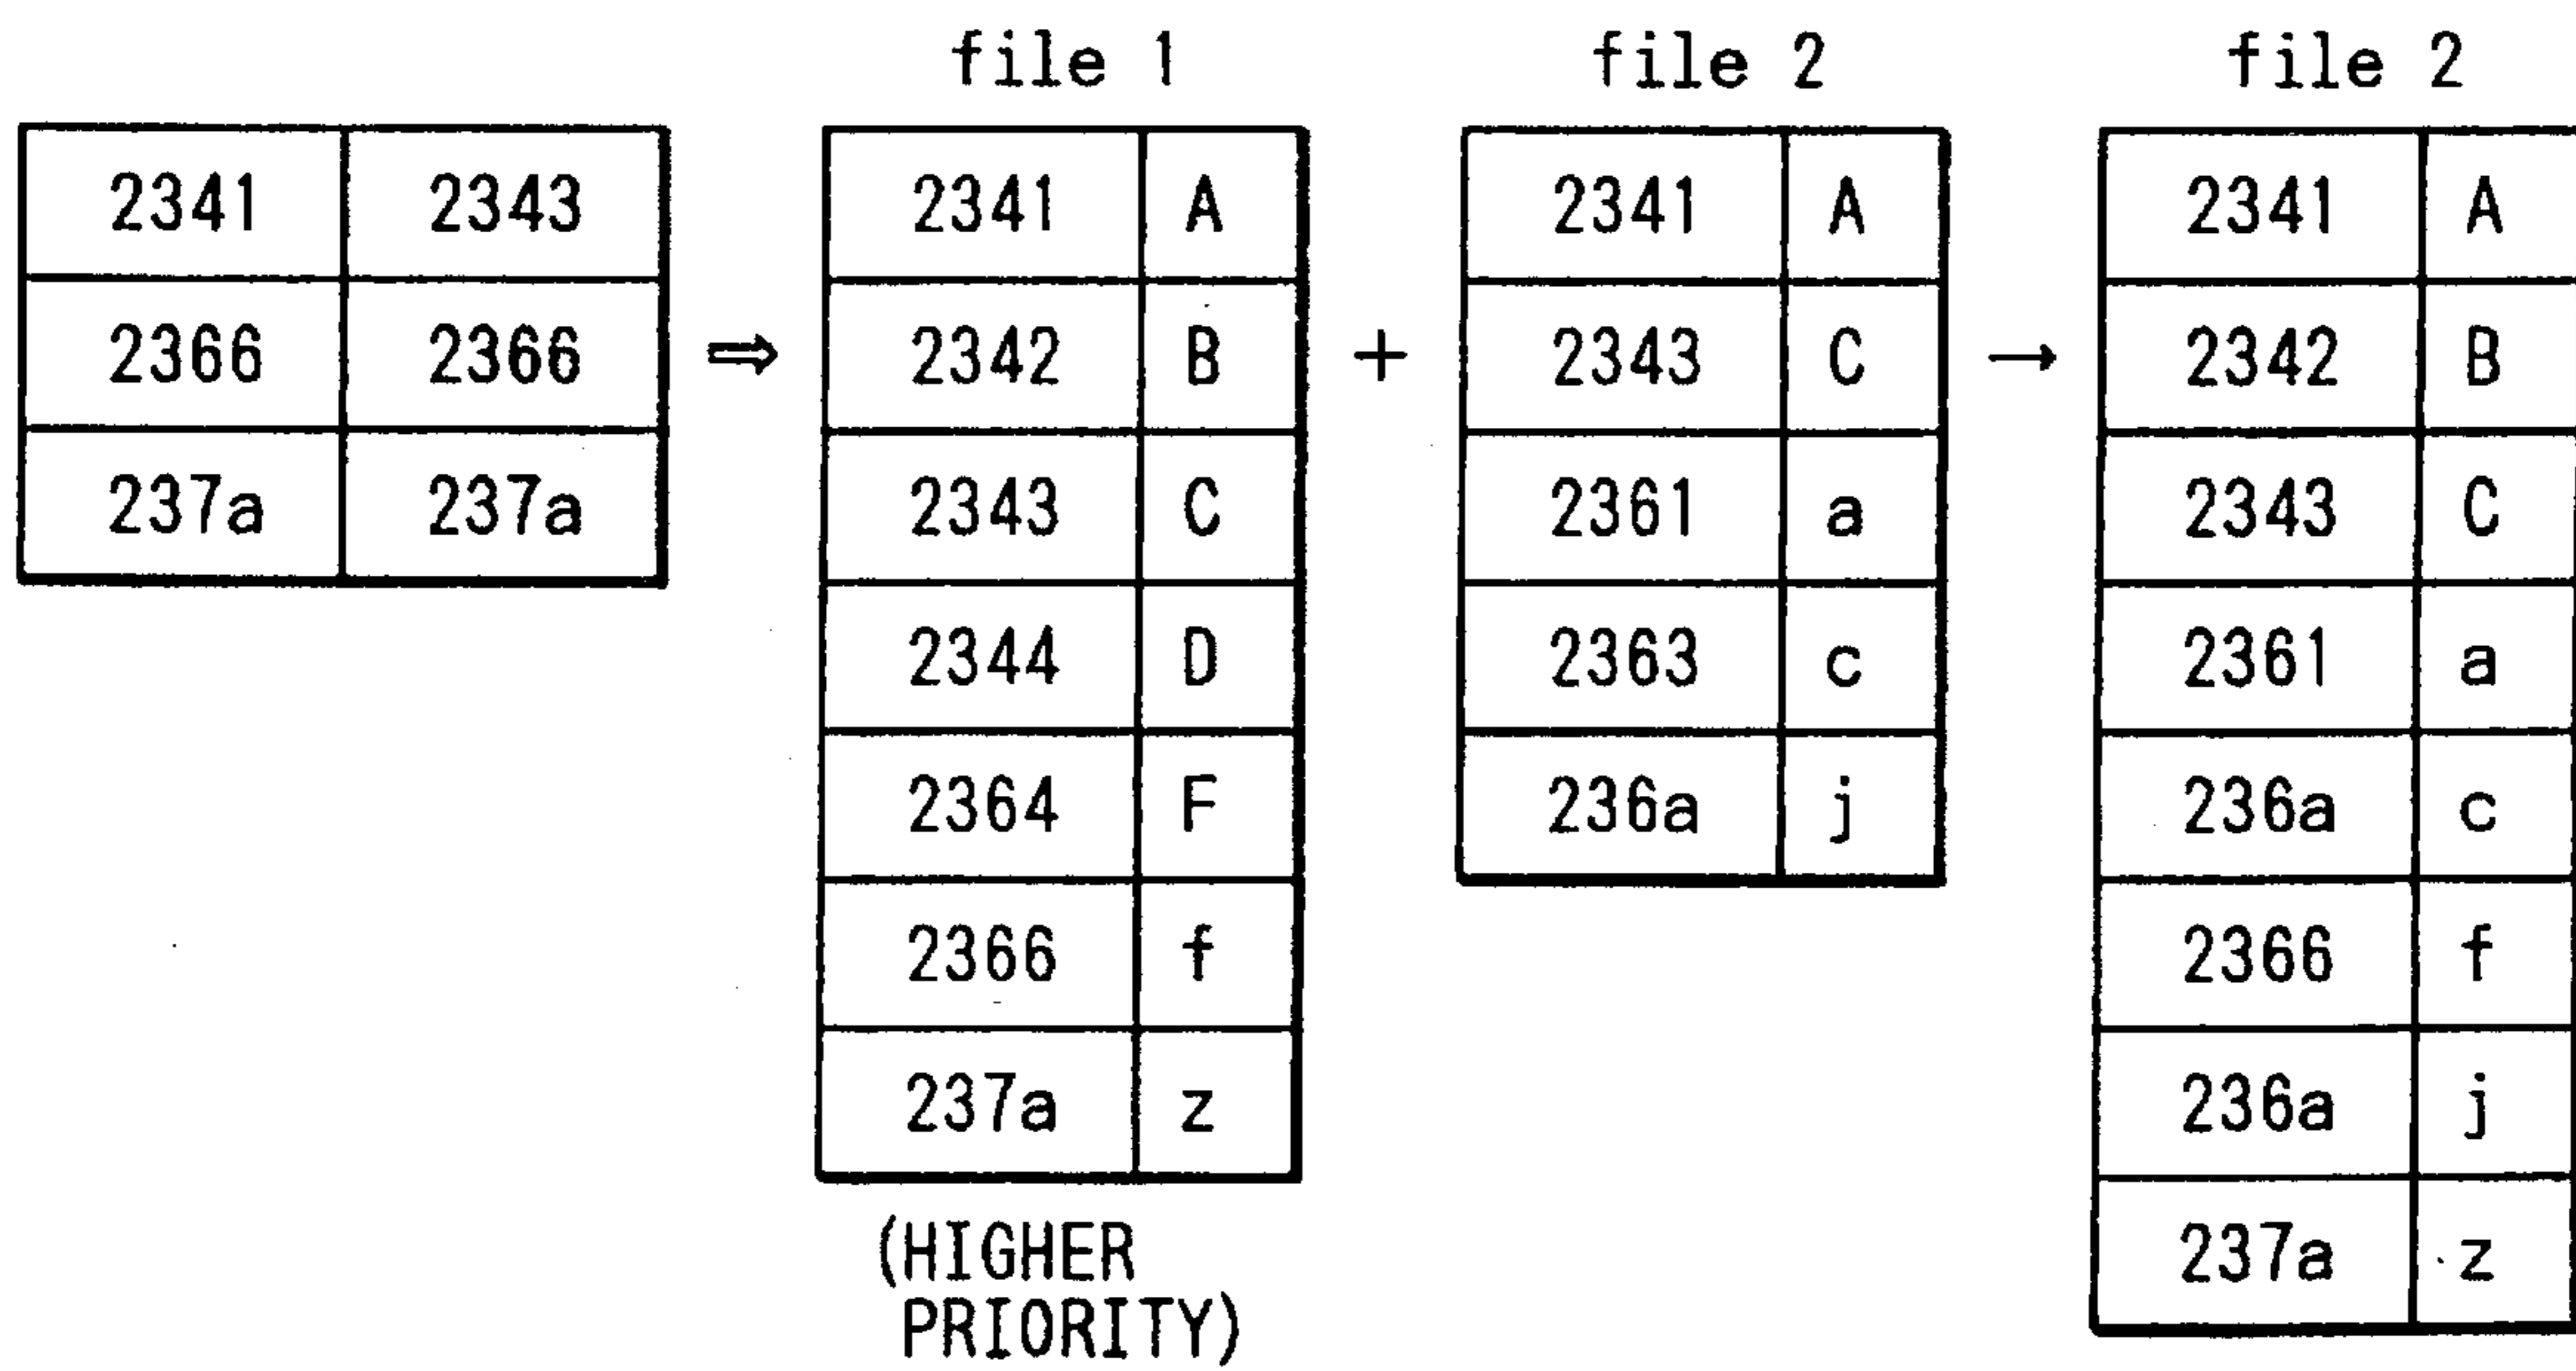 file 1 file 2 file 2
2341 2343 2341 A 2341 A 2341 A
2366 2366 ⇒ 2342 B + 2343 C → 2342 B
237a 237a 2343 C 2361 a 2343 C
2344 D 2363 c 2361 a
2364 F 236a j 236a c
2366 f 2366 f
237a z 236a j
237a z
(HIGHER
PRIORITY)